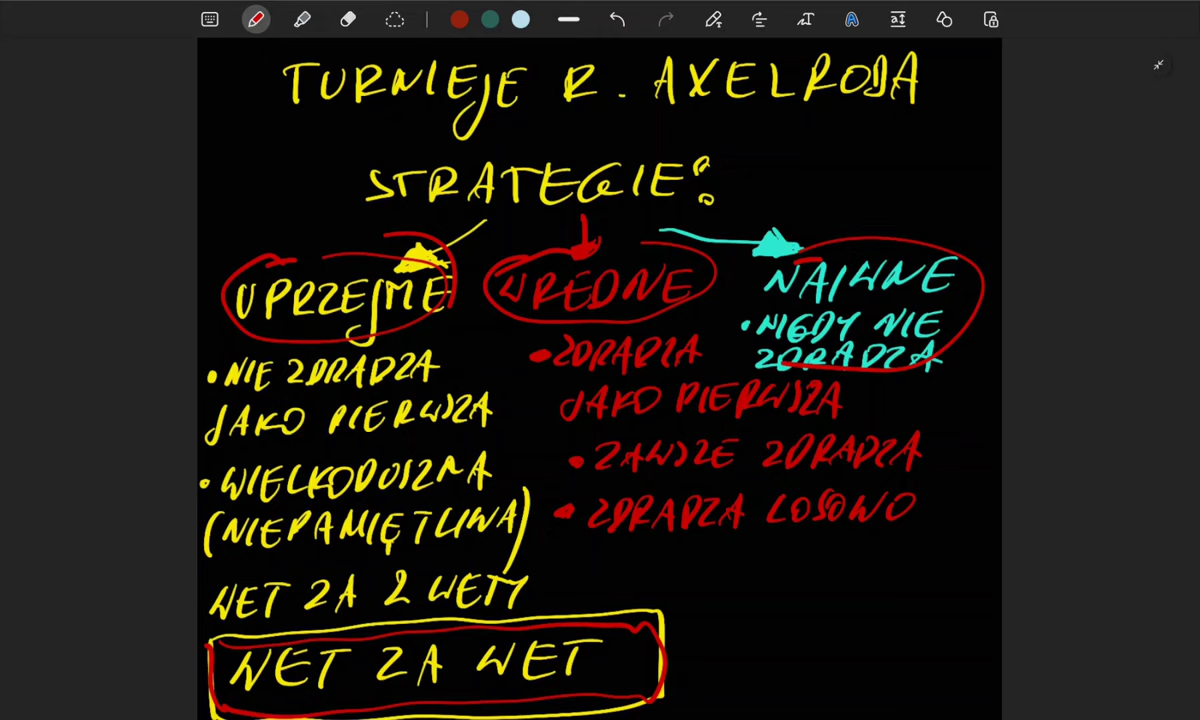 TURNIEJE R. AXELRODA
STRATEGIE:
UPRZEJME
• NIE ZDRADZA
JAKO PIERWSZA
• WIELKODUSZNA
(NIEPAMIĘTLIWA)
WET ZA 2 WETY
WET ZA WET
WREDNE
• ZDRADZA
JAKO PIERWSZA
• ZAWSZE ZDRADZA
• ZDRADZA LOSOWO
NAIWNE
• NIGDY NIE
ZDRADZA